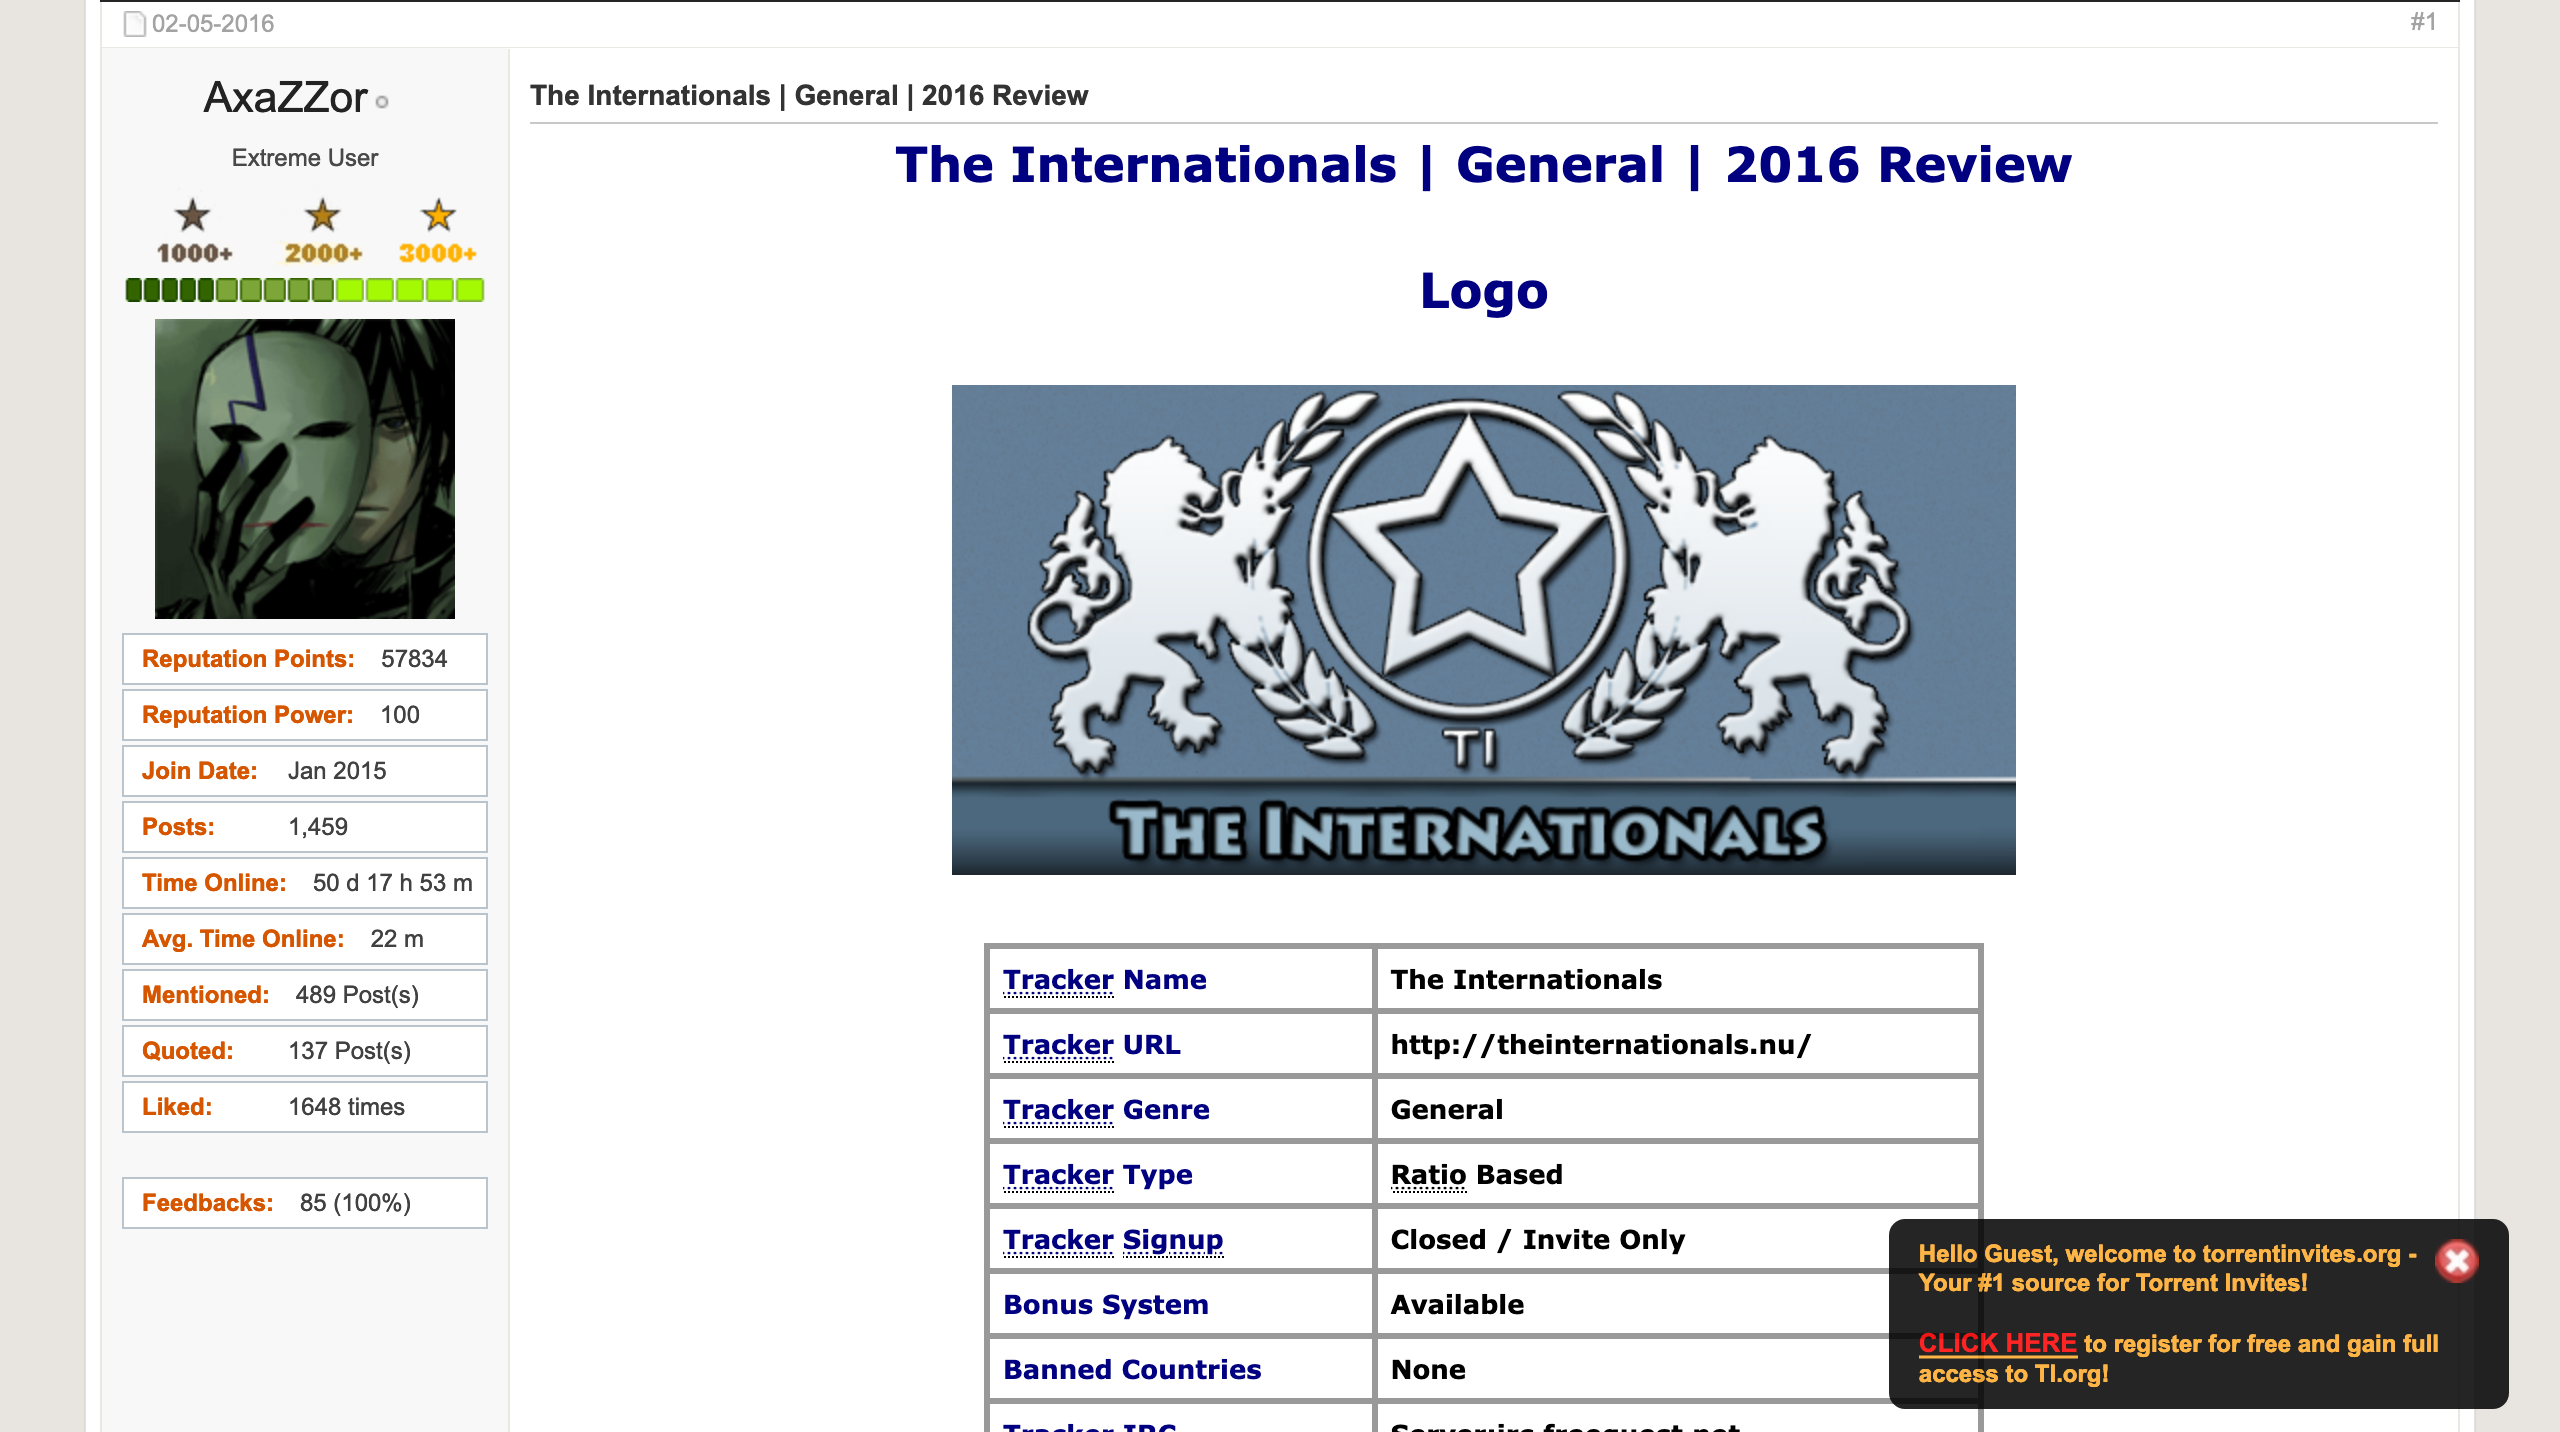 02-05-2016
#1
AxaZZor
Extreme User
1000+ 2000+ 3000+
Reputation Points: 57834
Reputation Power: 100
Join Date: Jan 2015
Posts: 1,459
Time Online: 50 d 17 h 53 m
Avg. Time Online: 22 m
Mentioned: 489 Post(s)
Quoted: 137 Post(s)
Liked: 1648 times
Feedbacks: 85 (100%)
The Internationals | General | 2016 Review
The Internationals | General | 2016 Review
Logo
TI
The Internationals
Tracker Name The Internationals
Tracker URL http://theinternationals.nu/
Tracker Genre General
Tracker Type Ratio Based
Tracker Signup Closed / Invite Only
Bonus System Available
Banned Countries None
Tracker IRC
Hello Guest, welcome to torrentinvites.org -
Your #1 source for Torrent Invites!
CLICK HERE to register for free and gain full
access to TI.org!